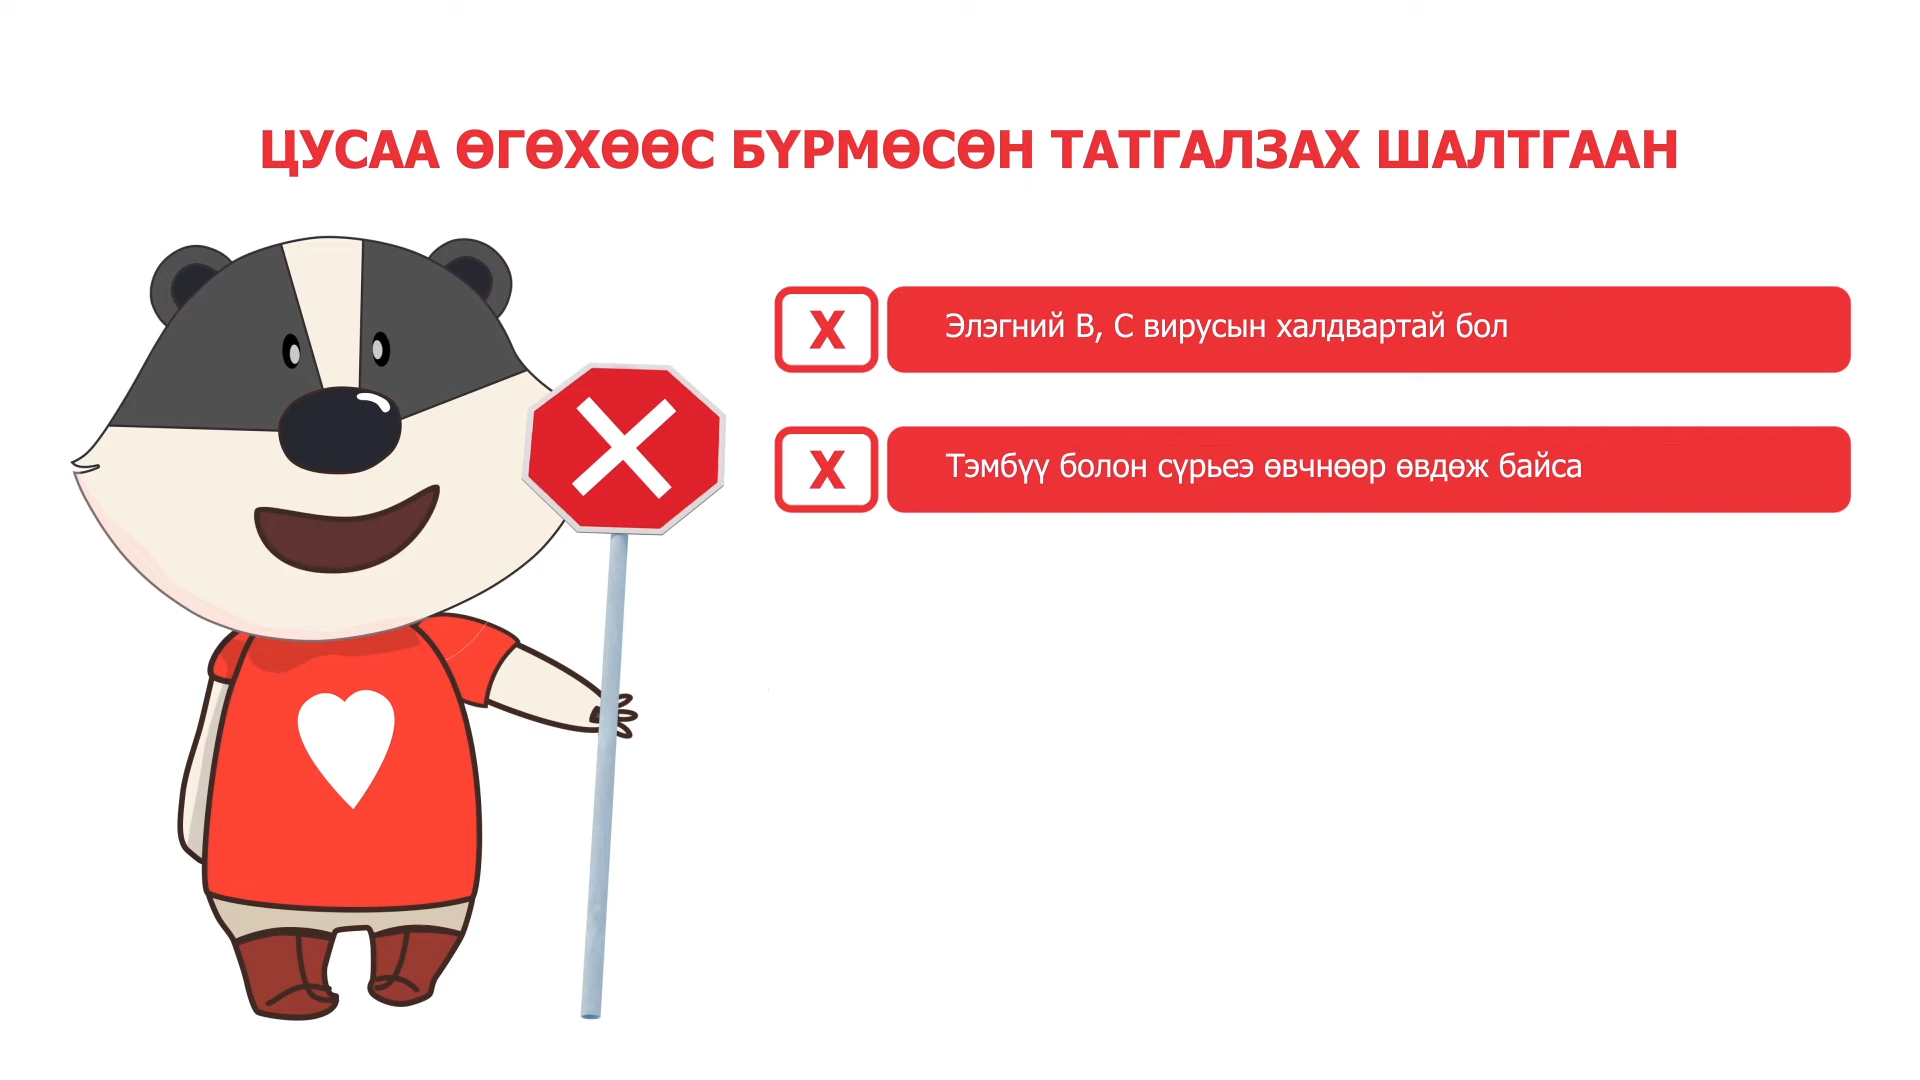 ЦУСАА ӨГӨХӨӨС БҮРМӨСӨН ТАТГАЛЗАХ ШАЛТГААН
X Элэгний B, C вирусын халдвартай бол
X Тэмбүү болон сүрьеэ өвчнөөр өвдөж байса